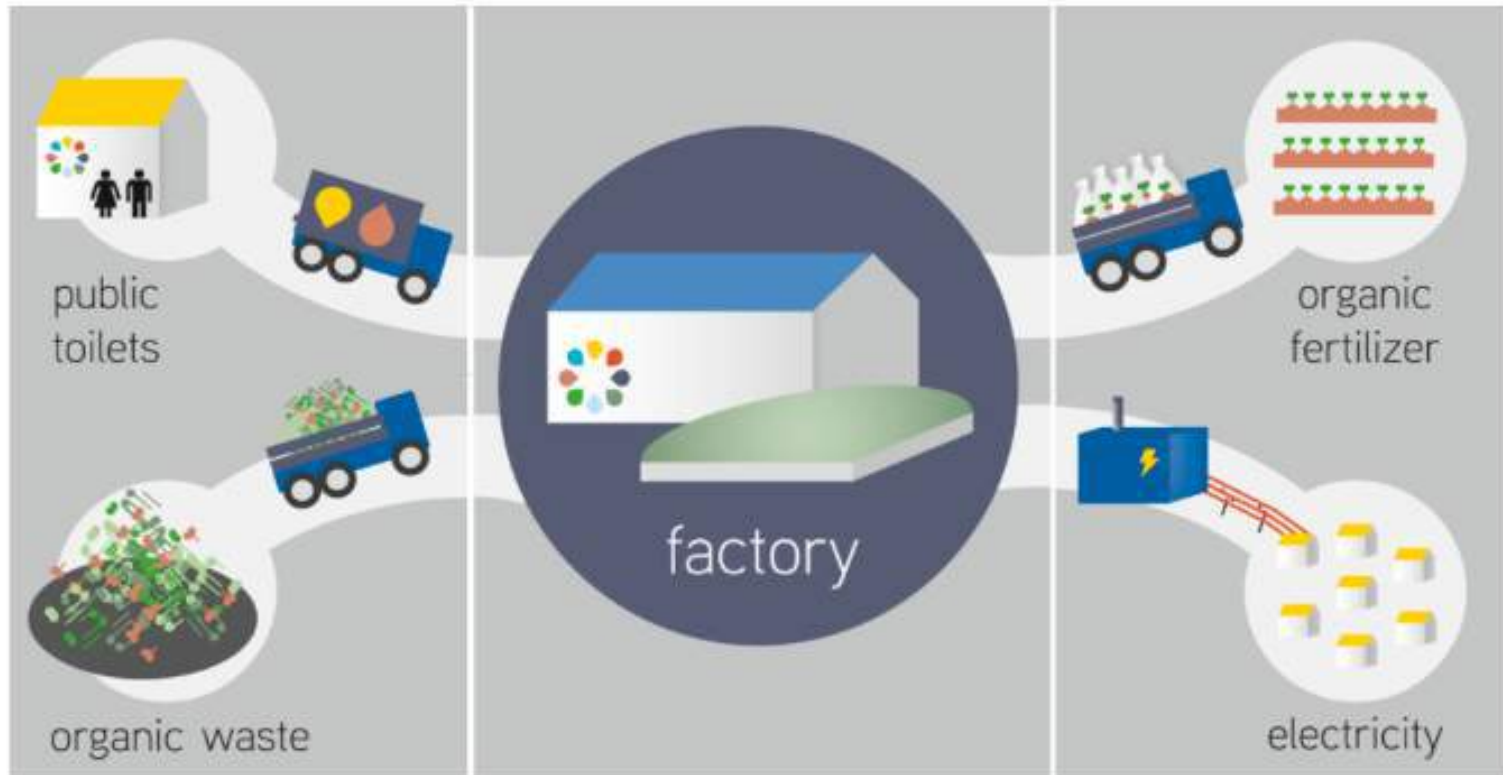 public
toilets
organic waste
factory
organic
fertilizer
electricity